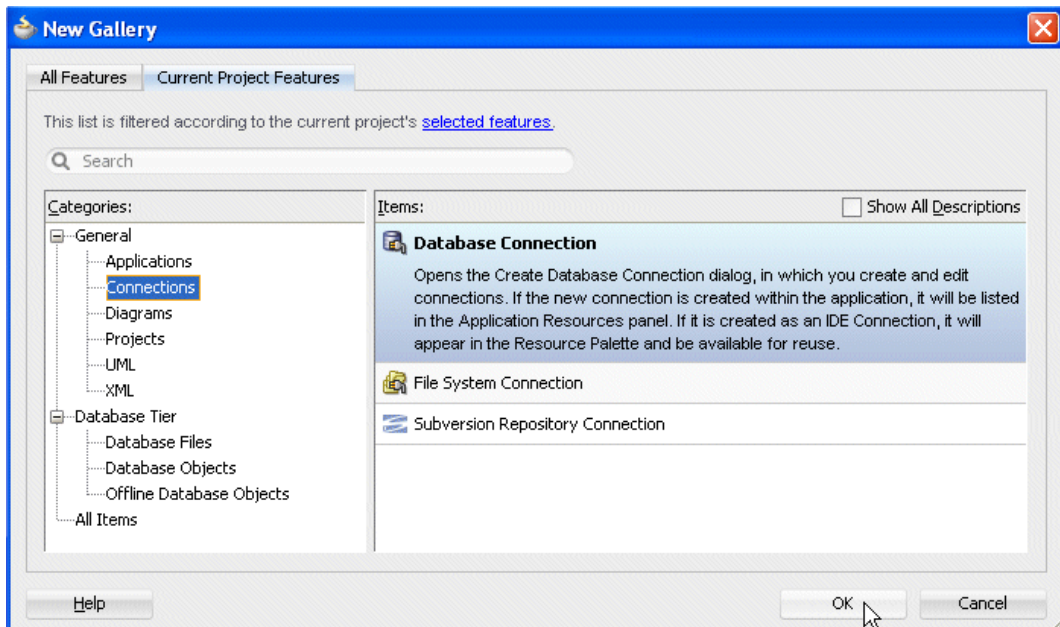 New Gallery
All Features
Current Project Features
This list is filtered according to the current project's selected features.
Search
Categories:
General
Applications
Connections
Diagrams
Projects
UML
XML
Database Tier
Database Files
Database Objects
Offline Database Objects
All Items
Items:
Show All Descriptions
Database Connection
Opens the Create Database Connection dialog, in which you create and edit
connections. If the new connection is created within the application, it will be listed
in the Application Resources panel. If it is created as an IDE Connection, it will
appear in the Resource Palette and be available for reuse.
File System Connection
Subversion Repository Connection
Help
OK
Cancel